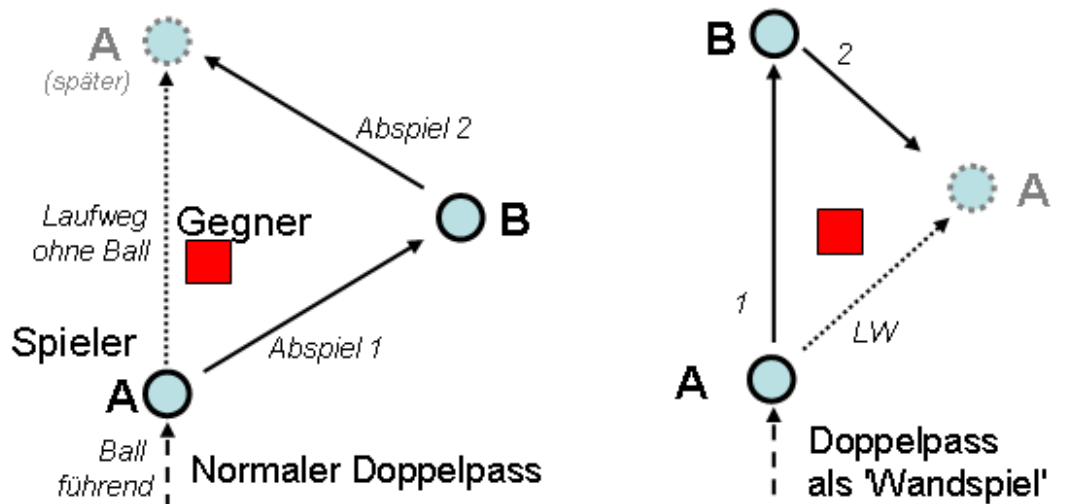 A
(später)
Abspiel 2
Laufweg
ohne Ball
Gegner
B
Spieler
Abspiel 1
A
Ball
führend
Normaler Doppelpass
B
2
A
1
LW
A
Doppelpass
als 'Wandspiel'